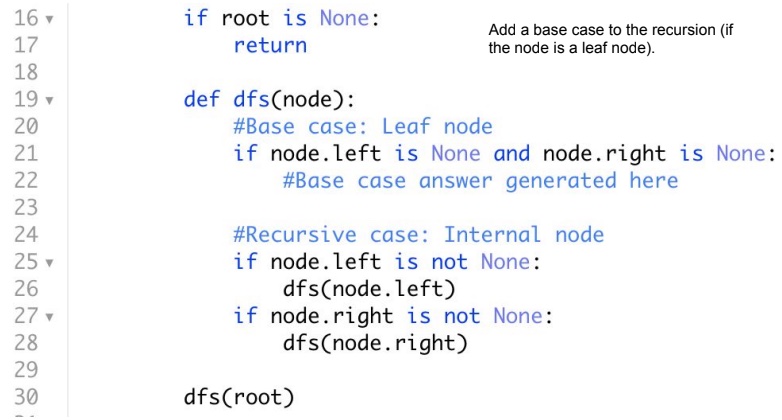 16 if root is None:
Add a base case to the recursion (if
17 return
the node is a leaf node).
18
19 def dfs(node):
20 #Base case: Leaf node
21 if node.left is None and node.right is None:
22 #Base case answer generated here
23
24 #Recursive case: Internal node
25 if node.left is not None:
26 dfs(node.left)
27 if node.right is not None:
28 dfs(node.right)
29
30 dfs(root)